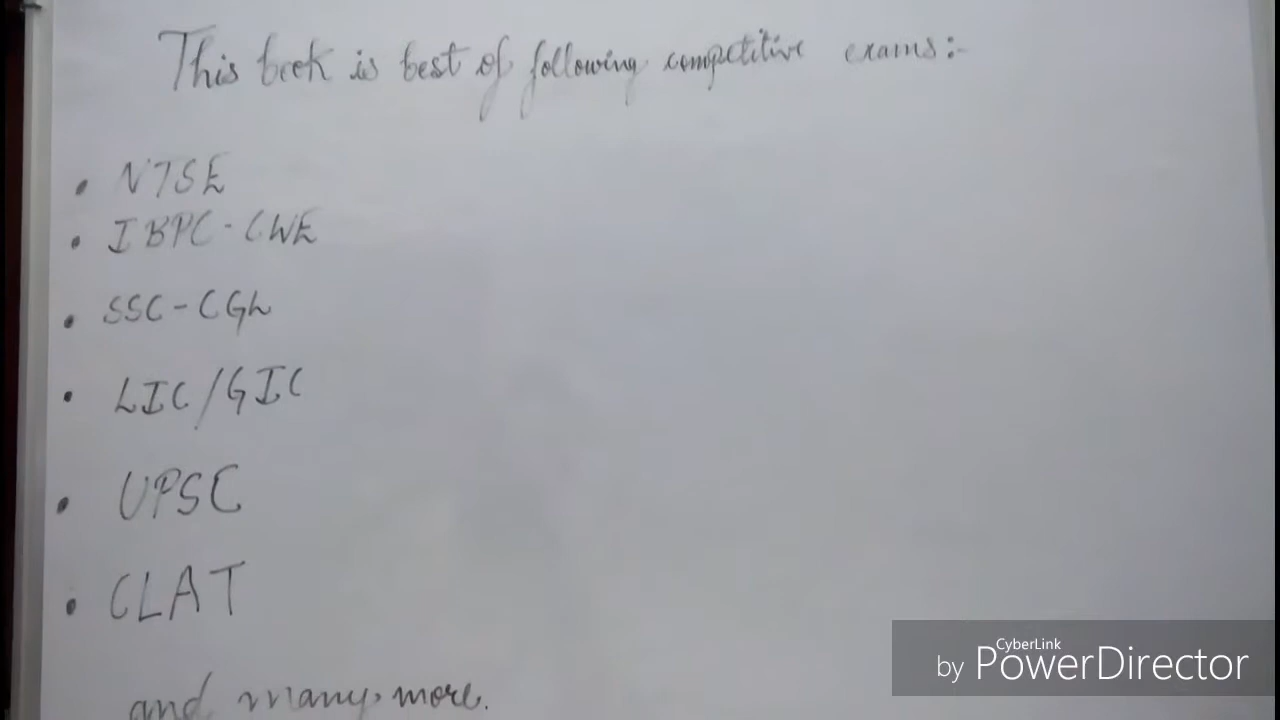 This book is best of following competitive exams:-
• NTSE
• IBPC-CWE
• SSC-CGL
• LIC/GIC
• UPSC
• CLAT
and many more.
CyberLink
by PowerDirector